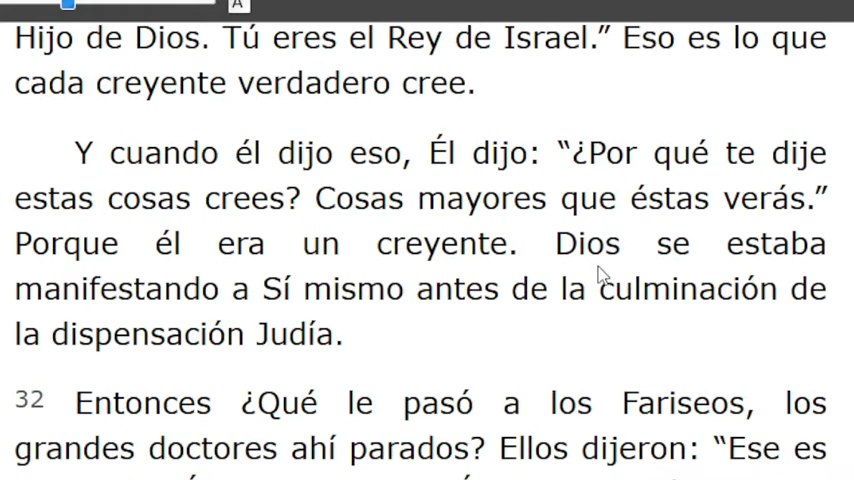 A
Hijo de Dios. Tú eres el Rey de Israel.” Eso es lo que
cada creyente verdadero cree.
Y cuando él dijo eso, Él dijo: “¿Por qué te dije
estas cosas crees? Cosas mayores que éstas verás.”
Porque él era un creyente. Dios se estaba
manifestando a Sí mismo antes de la culminación de
la dispensación Judía.
32 Entonces ¿Qué le pasó a los Fariseos, los
grandes doctores ahí parados? Ellos dijeron: “Ese es